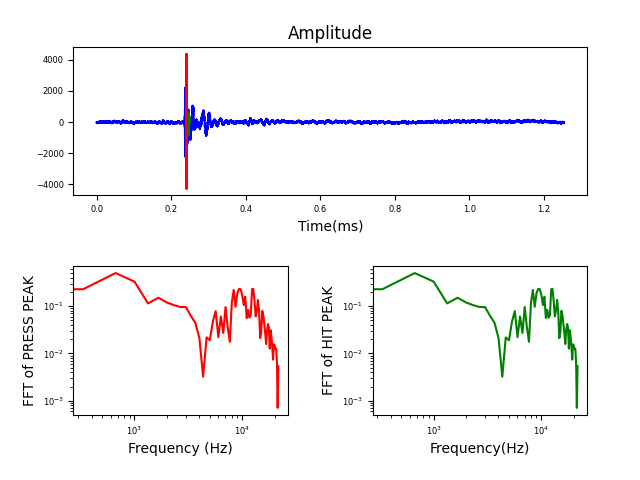 Amplitude
4000
2000
0
−2000
−4000
0.0 0.2 0.4 0.6 0.8 1.0 1.2
Time(ms)
FFT of PRESS PEAK
10⁻¹
10⁻²
10⁻³
10³ 10⁴
Frequency (Hz)
FFT of HIT PEAK
10⁻¹
10⁻²
10⁻³
10³ 10⁴
Frequency(Hz)